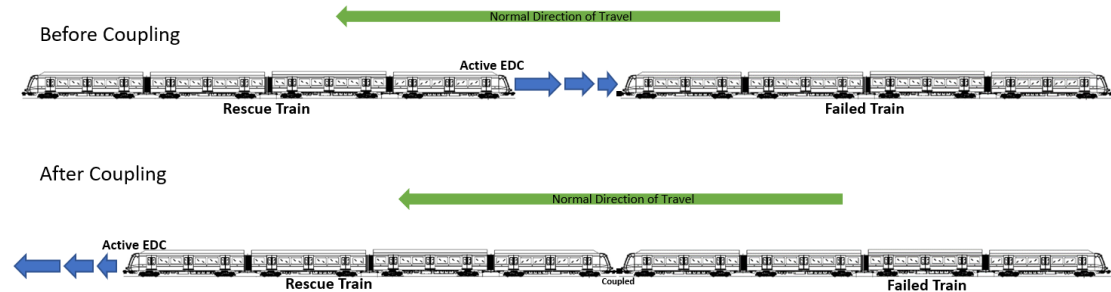 Normal Direction of Travel
Before Coupling
Active EDC
Rescue Train
Failed Train
After Coupling
Normal Direction of Travel
Active EDC
Rescue Train
Coupled
Failed Train